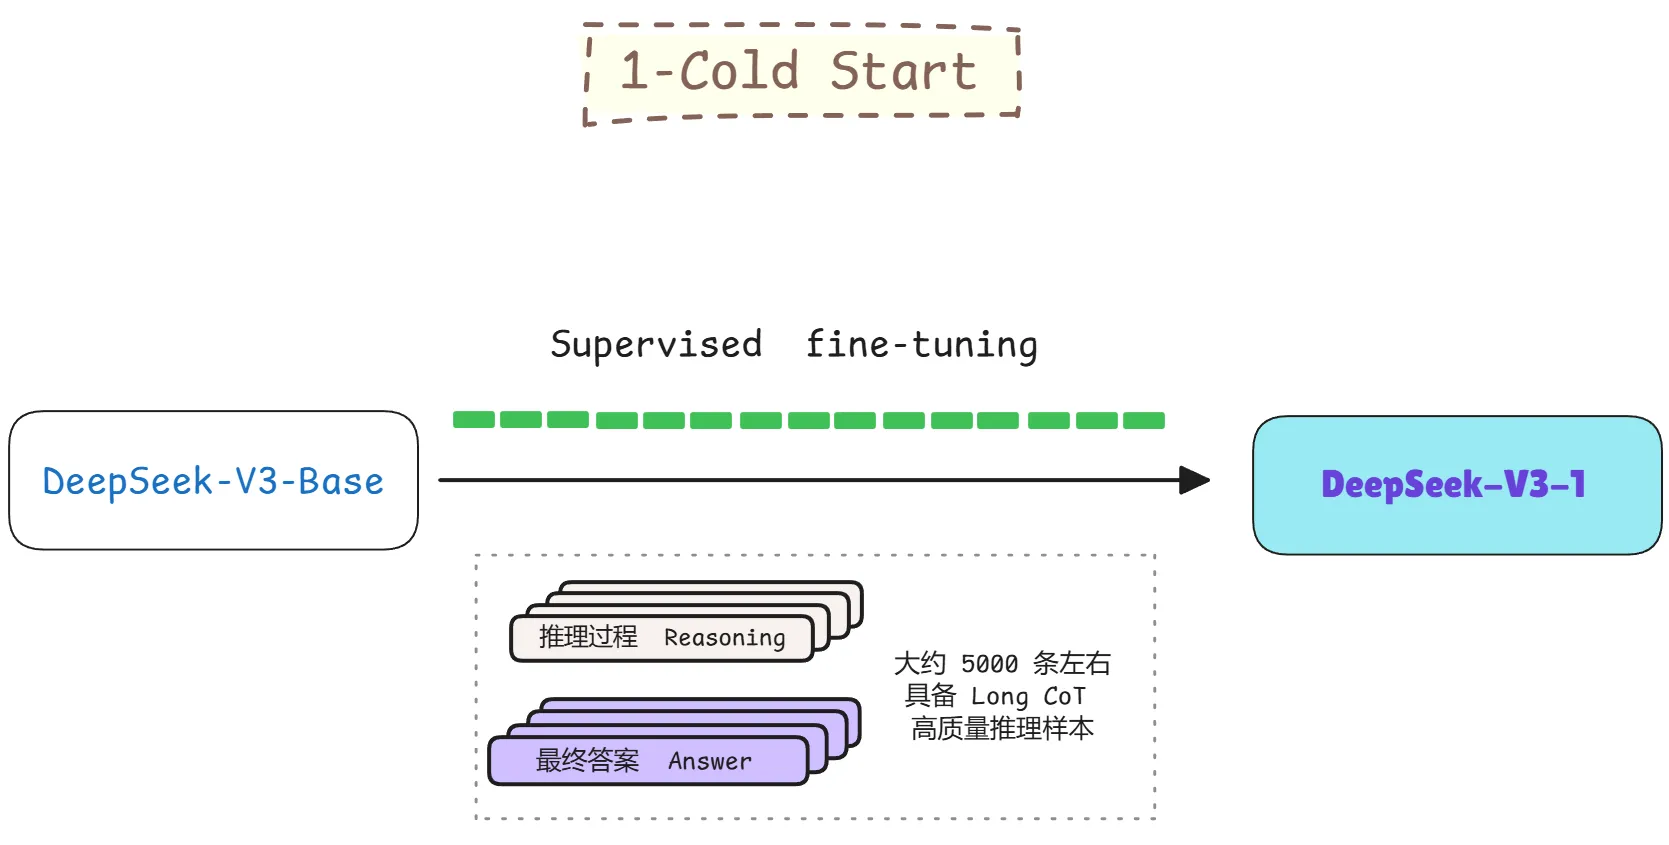 1-Cold Start
Supervised fine-tuning
DeepSeek-V3-Base
DeepSeek-V3-1
推理过程 Reasoning
最终答案 Answer
大约 5000 条左右
具备 Long CoT
高质量推理样本